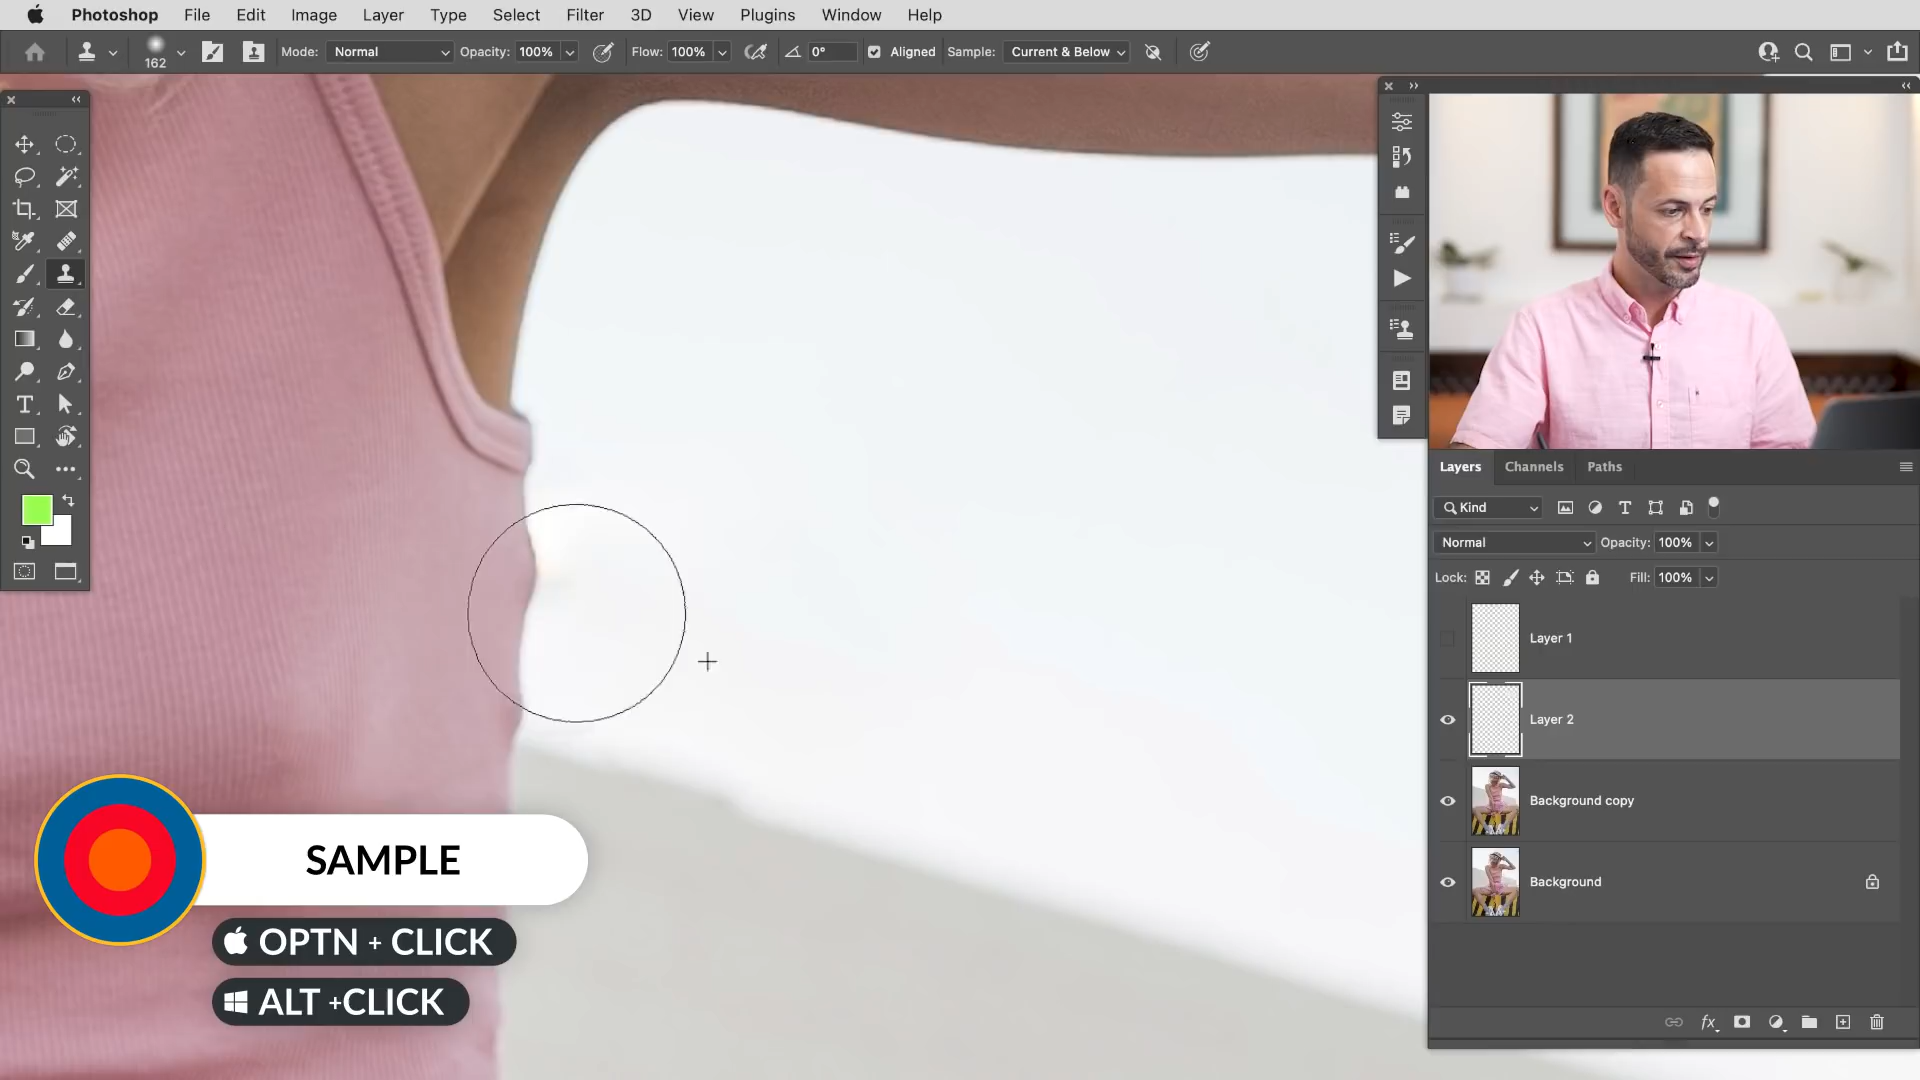 Photoshop File Edit Image Layer Type Select Filter 3D View Plugins Window Help
162 Mode: Normal Opacity: 100% Flow: 100% 0° Aligned Sample: Current & Below
Layers Channels Paths
Kind
Normal Opacity: 100%
Lock: Fill: 100%
Layer 1
Layer 2
Background copy
Background
fx
SAMPLE
OPTN + CLICK
ALT +CLICK